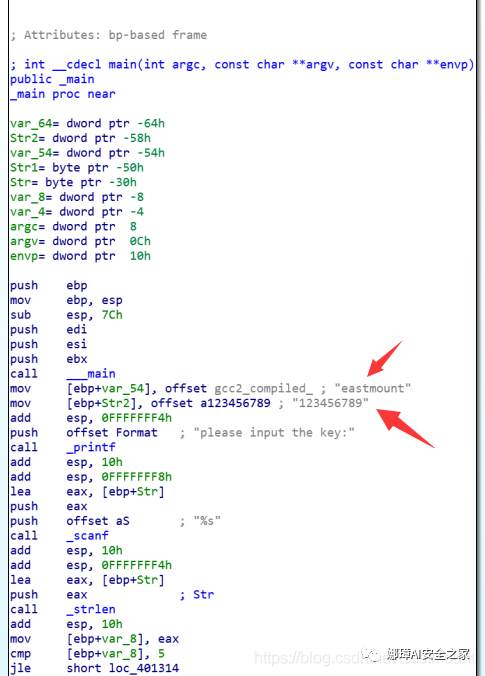 ; Attributes: bp-based frame
; int __cdecl main(int argc, const char **argv, const char **envp)
public _main
_main proc near
var_64= dword ptr -64h
Str2= dword ptr -58h
var_54= dword ptr -54h
Str1= byte ptr -50h
Str= byte ptr -30h
var_8= dword ptr -8
var_4= dword ptr -4
argc= dword ptr  8
argv= dword ptr  0Ch
envp= dword ptr  10h
push    ebp
mov     ebp, esp
sub     esp, 7Ch
push    edi
push    esi
push    ebx
call    ___main
mov     [ebp+var_54], offset gcc2_compiled_ ; "eastmount"
mov     [ebp+Str2], offset a123456789 ; "123456789"
add     esp, 0FFFFFFF4h
push    offset Format   ; "please input the key:"
call    _printf
add     esp, 10h
add     esp, 0FFFFFFF8h
lea     eax, [ebp+Str]
push    eax
push    offset aS       ; "%s"
call    _scanf
add     esp, 10h
add     esp, 0FFFFFFF4h
lea     eax, [ebp+Str]
push    eax             ; Str
call    _strlen
add     esp, 10h
mov     [ebp+var_8], eax
cmp     [ebp+var_8], 5
jle     short loc_401314
https://blog.csd
娜璋AI安全之家